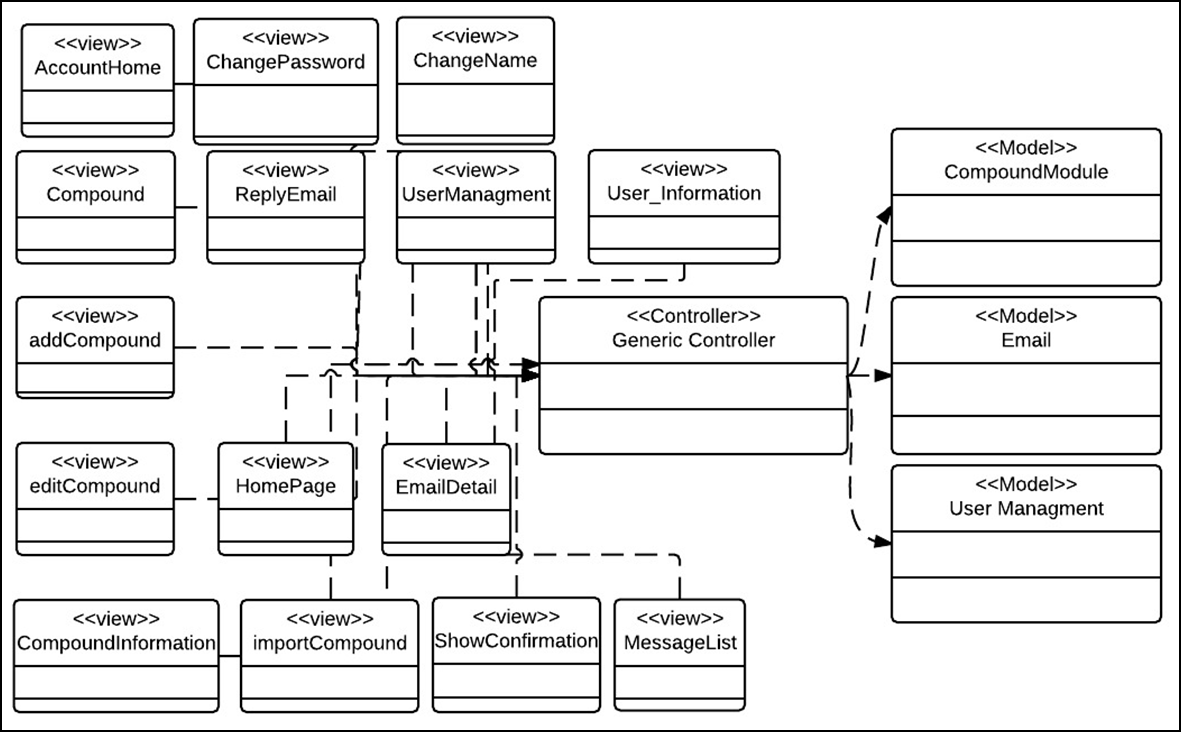 <<view>>
AccountHome
<<view>>
ChangePassword
<<view>>
ChangeName
<<view>>
Compound
<<view>>
ReplyEmail
<<view>>
UserManagment
<<view>>
User_Information
<<Model>>
CompoundModule
<<view>>
addCompound
<<Controller>>
Generic Controller
<<Model>>
Email
<<view>>
editCompound
<<view>>
HomePage
<<view>>
EmailDetail
<<Model>>
User Managment
<<view>>
CompoundInformation
<<view>>
importCompound
<<view>>
ShowConfirmation
<<view>>
MessageList